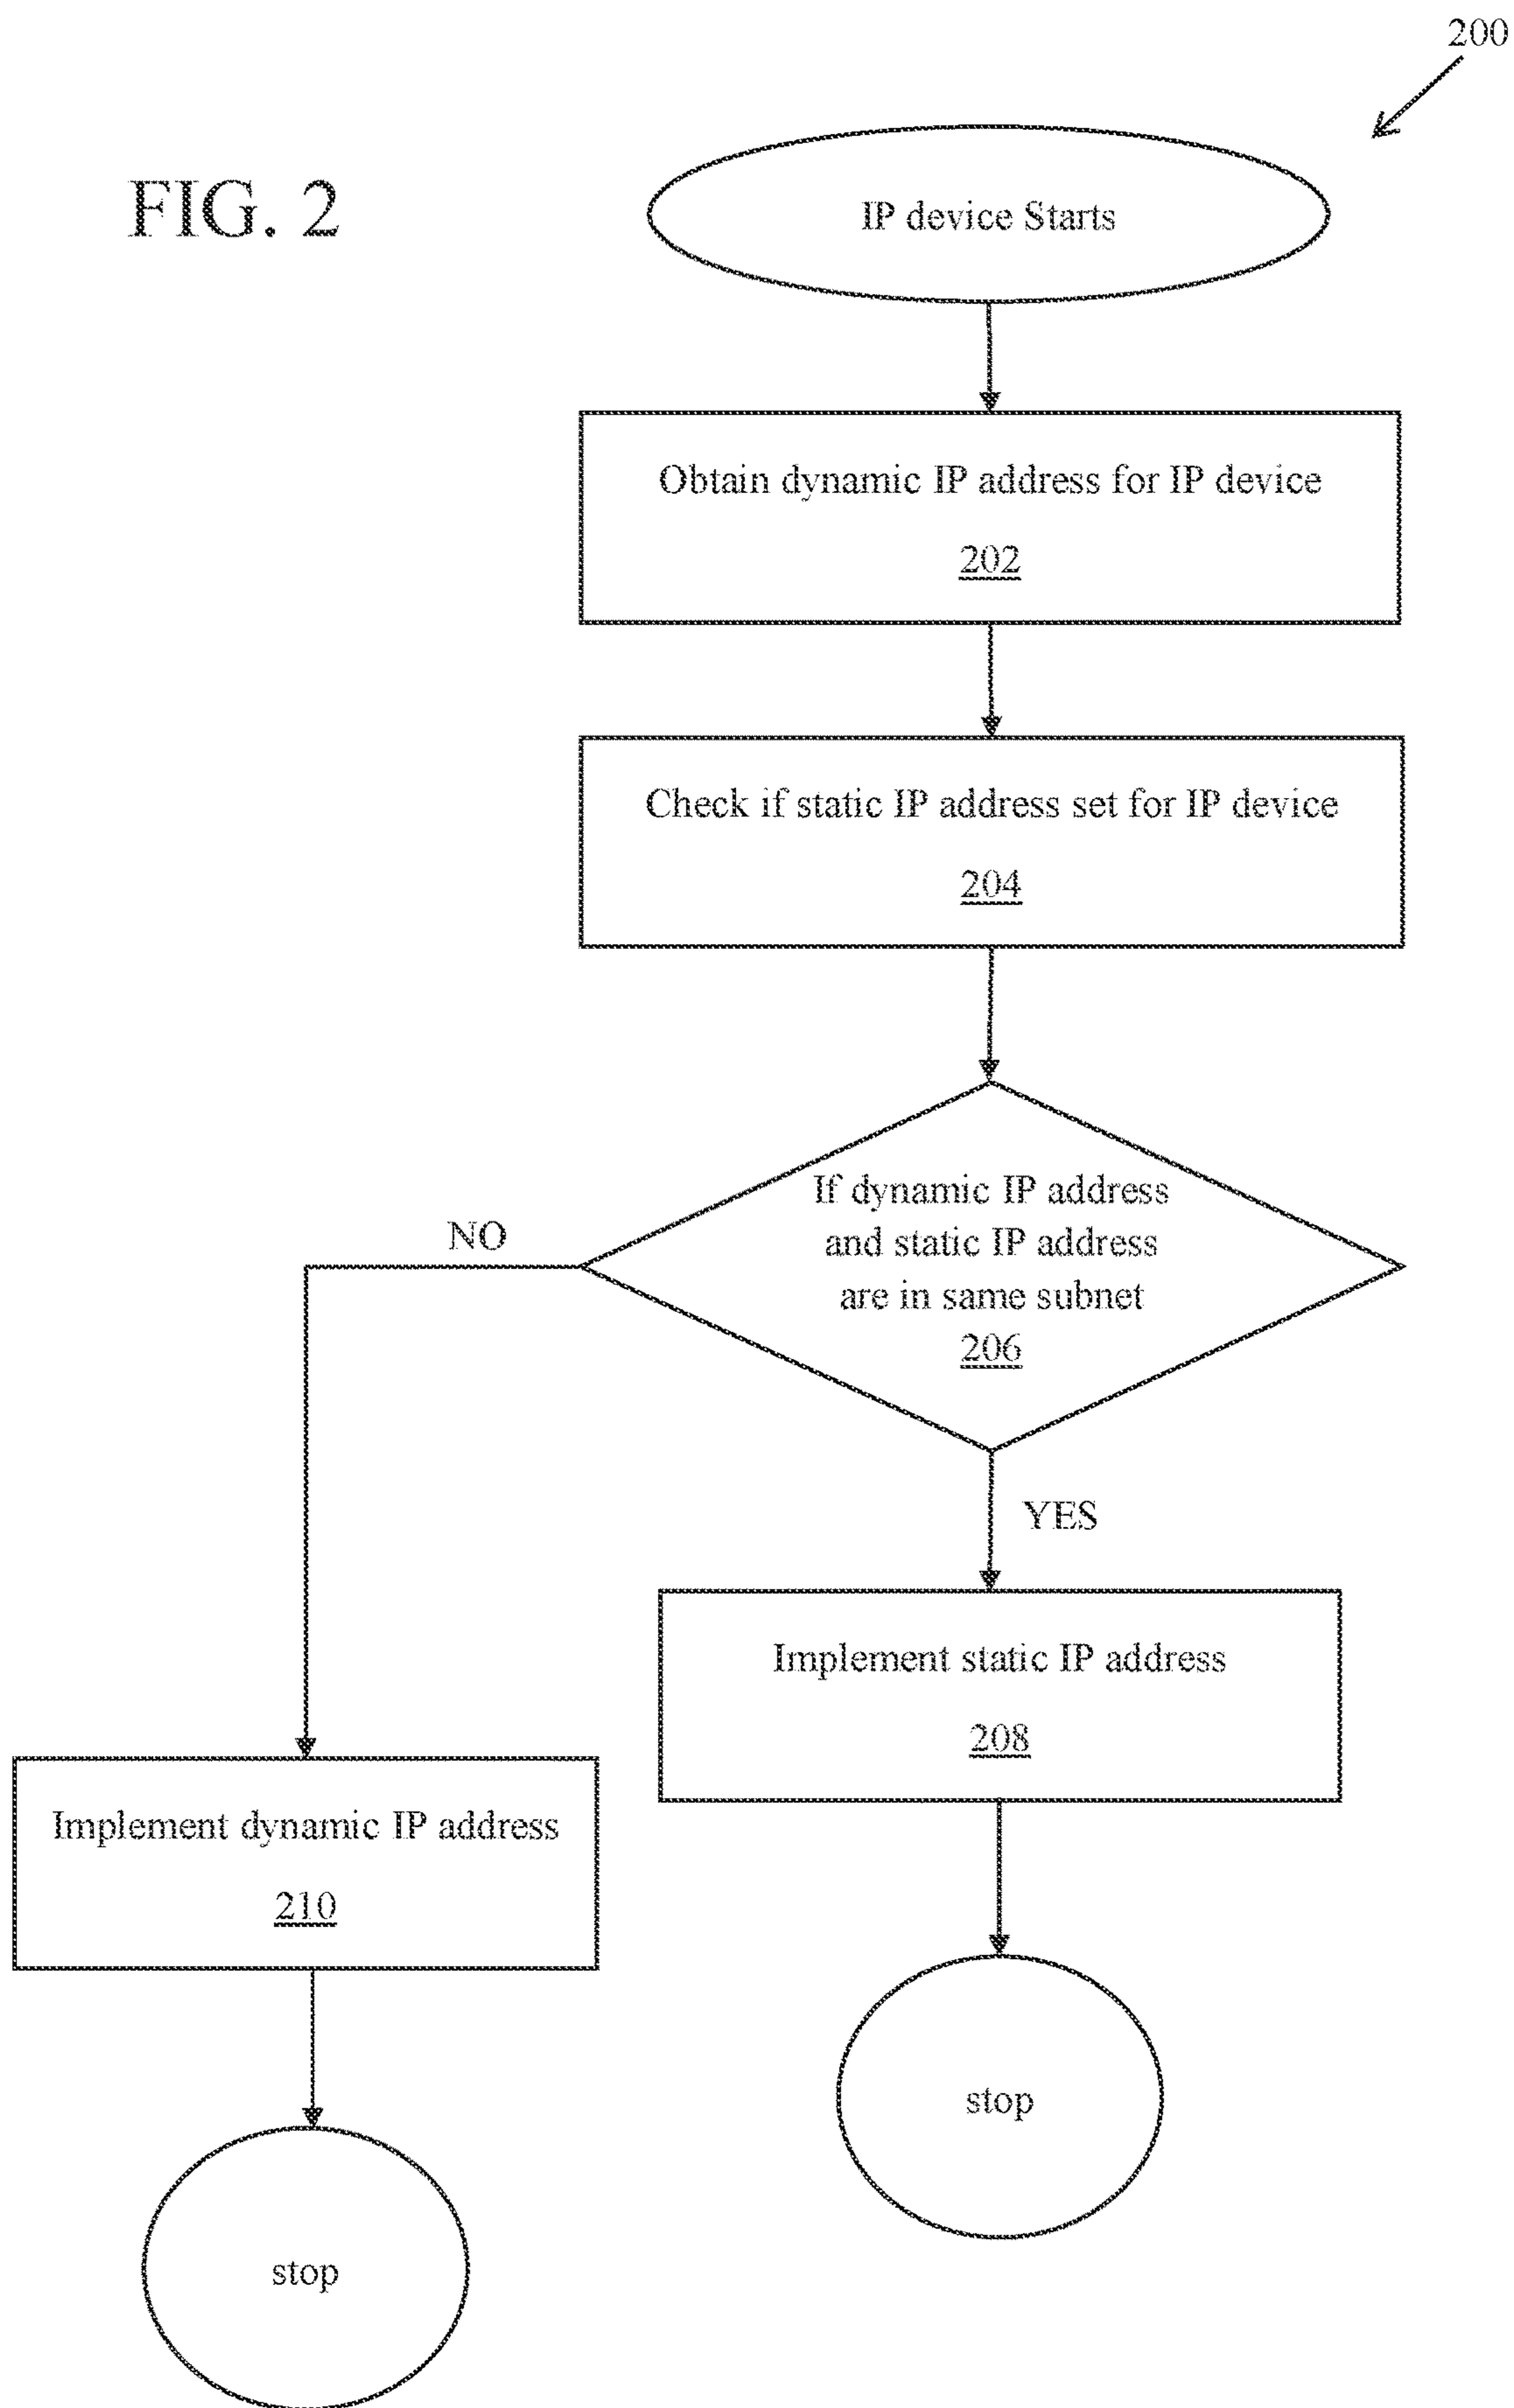 200
FIG. 2
IP device Starts
Obtain dynamic IP address for IP device
202
Check if static IP address set for IP device
204
If dynamic IP address
and static IP address
are in same subnet
206
NO
YES
Implement static IP address
208
Implement dynamic IP address
210
stop
stop